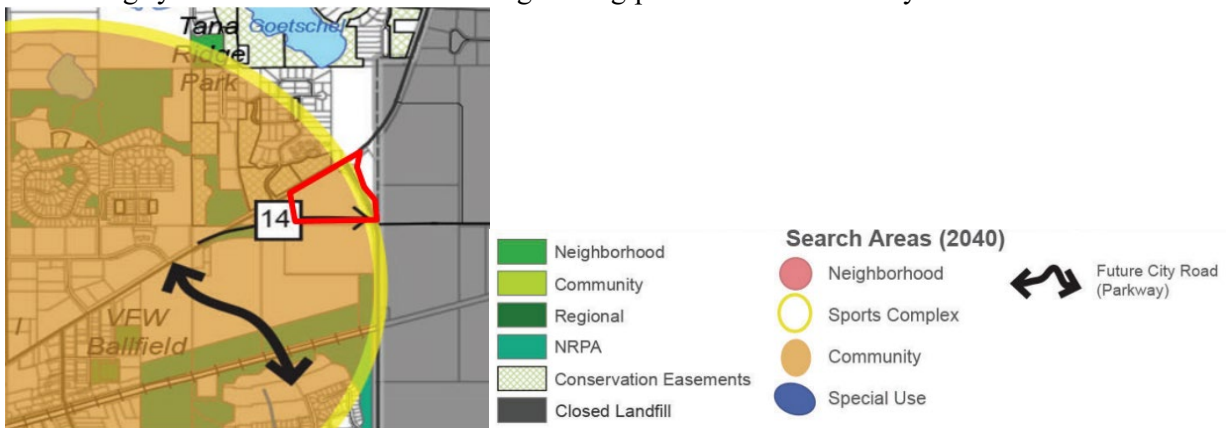 Tana Goetschel
Ridge
Park
14
VFW
Ballfield
Neighborhood
Community
Regional
NRPA
Conservation Easements
Closed Landfill
Search Areas (2040)
Neighborhood
Sports Complex
Community
Special Use
Future City Road
(Parkway)